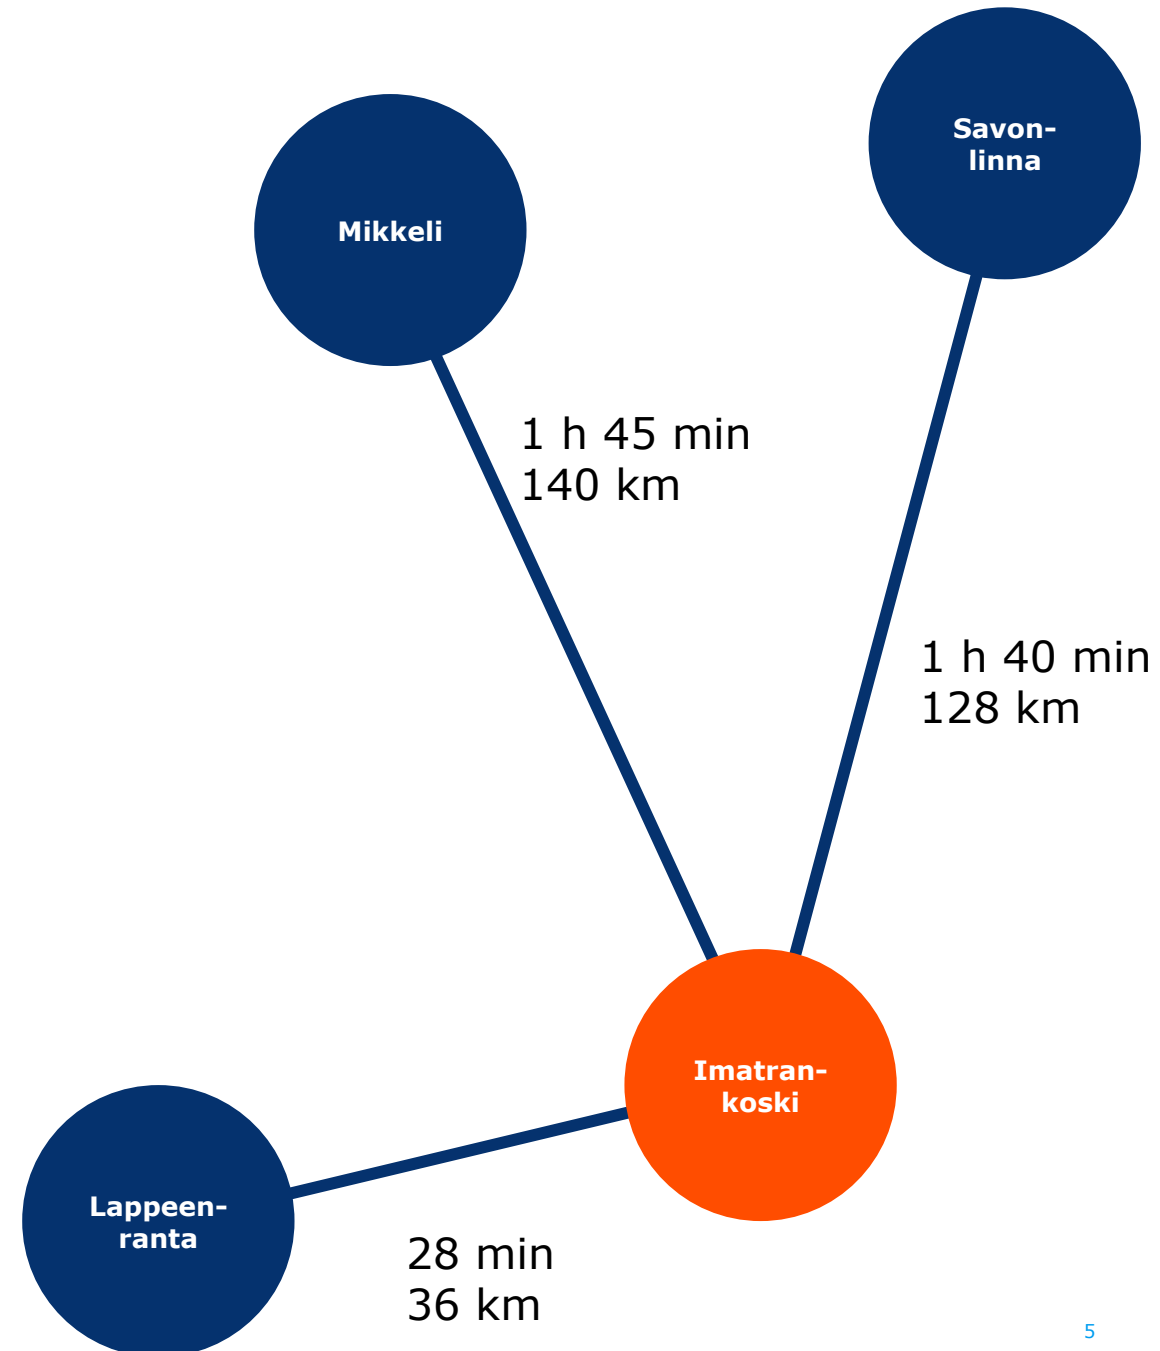 Savon-
linna
Mikkeli
1 h 45 min
140 km
1 h 40 min
128 km
Imatran-
koski
Lappeen-
ranta
28 min
36 km
5